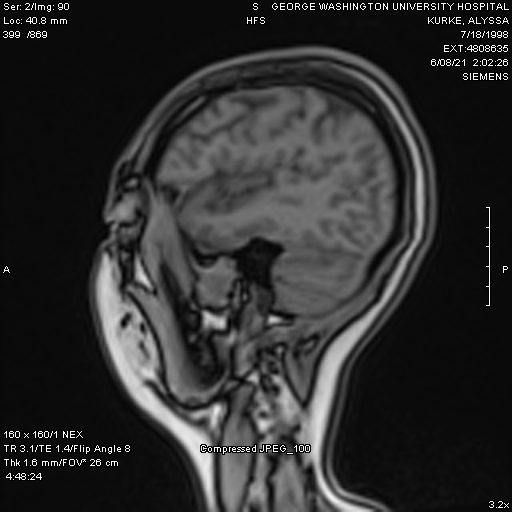 Ser: 2/Img: 90
Loc: 40.8 mm
399 /869
S
HFS
GEORGE WASHINGTON UNIVERSITY HOSPITAL
KURKE, ALYSSA
7/18/1998
EXT:4808635
6/08/21 2:02:26
SIEMENS
A
P
160 x 160/1 NEX
TR 3.1/TE 1.4/Flip Angle 8
Thk 1.6 mm/FOV* 26 cm
4:48:24
Compressed JPEG_100
3.2x